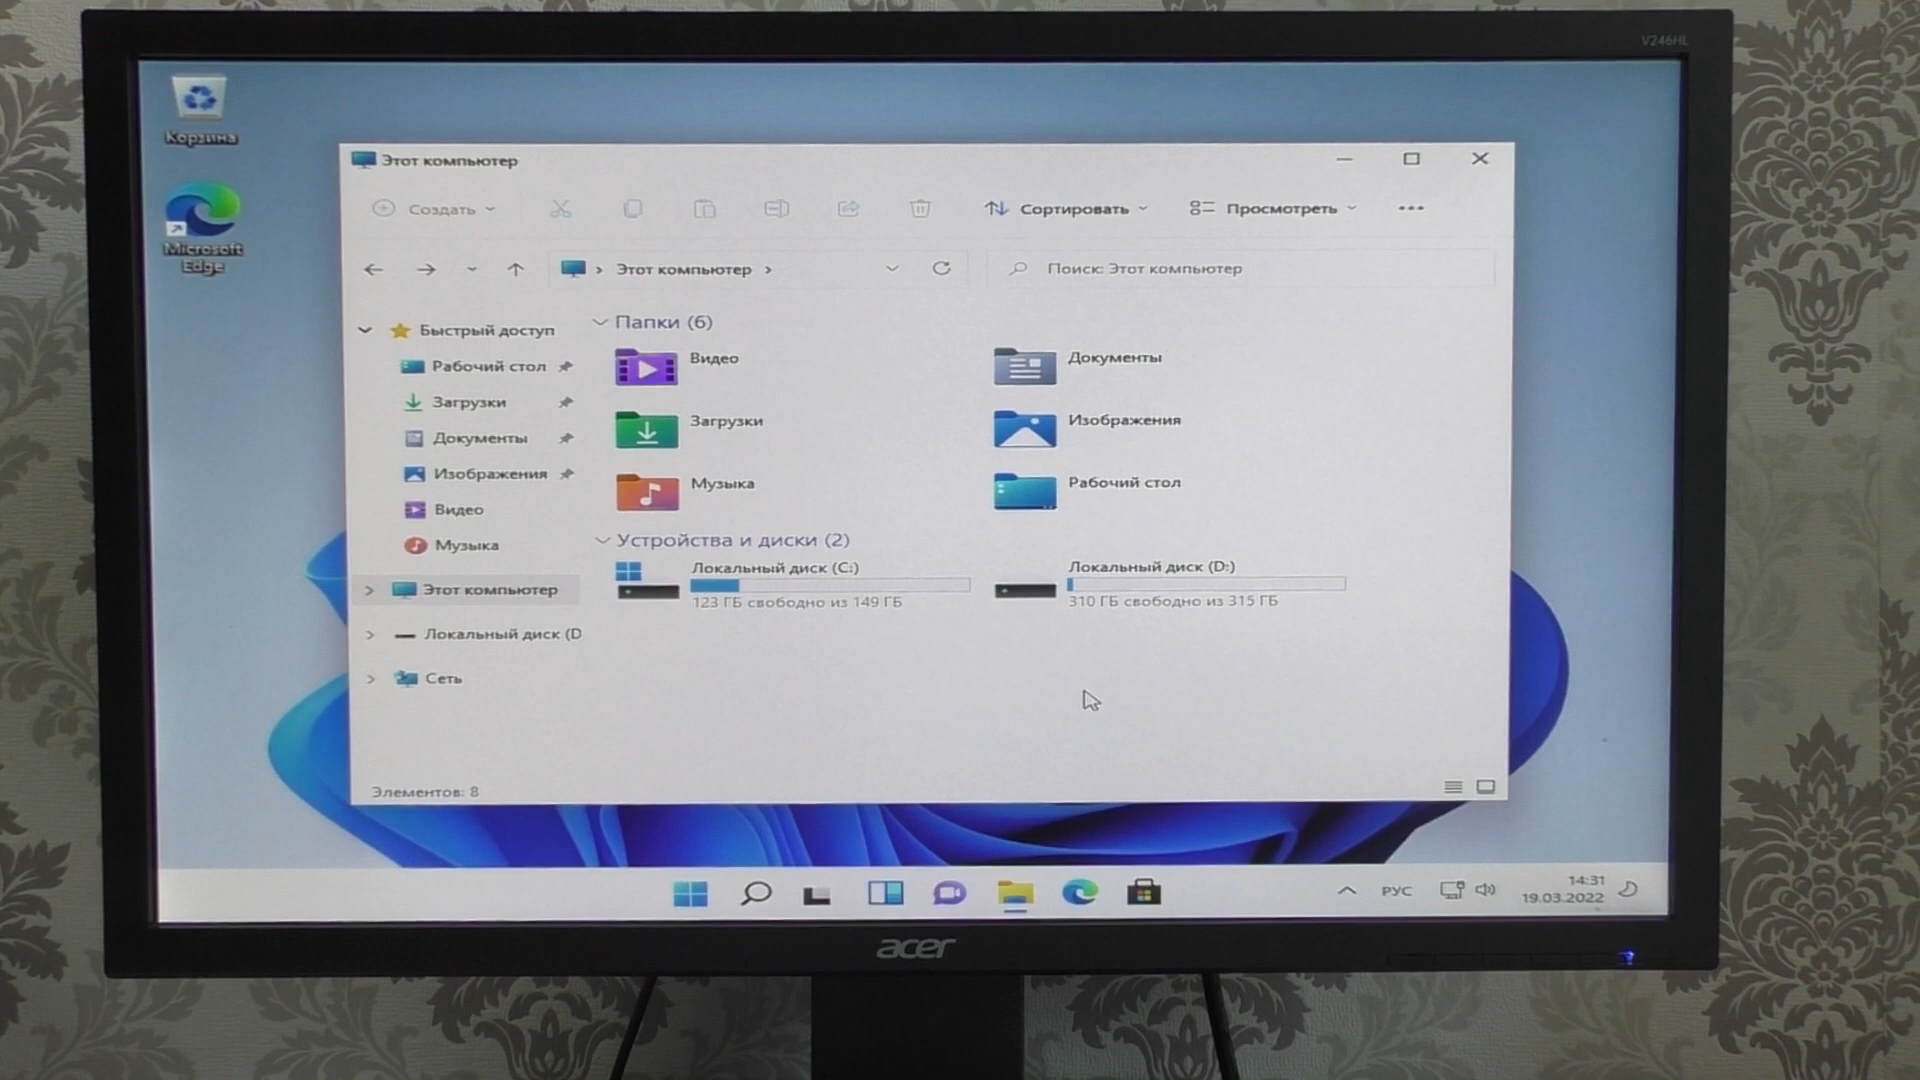 V246HL
Корзина
Microsoft
Edge
Этот компьютер
Создать
Сортировать
Просмотреть
Этот компьютер
Поиск: Этот компьютер
Быстрый доступ
Рабочий стол
Загрузки
Документы
Изображения
Видео
Музыка
Этот компьютер
Локальный диск (D
Сеть
Папки (6)
Видео
Документы
Загрузки
Изображения
Музыка
Рабочий стол
Устройства и диски (2)
Локальный диск (C:)
123 ГБ свободно из 149 ГБ
Локальный диск (D:)
310 ГБ свободно из 315 ГБ
Элементов: 8
РУС
14:31
19.03.2022
acer